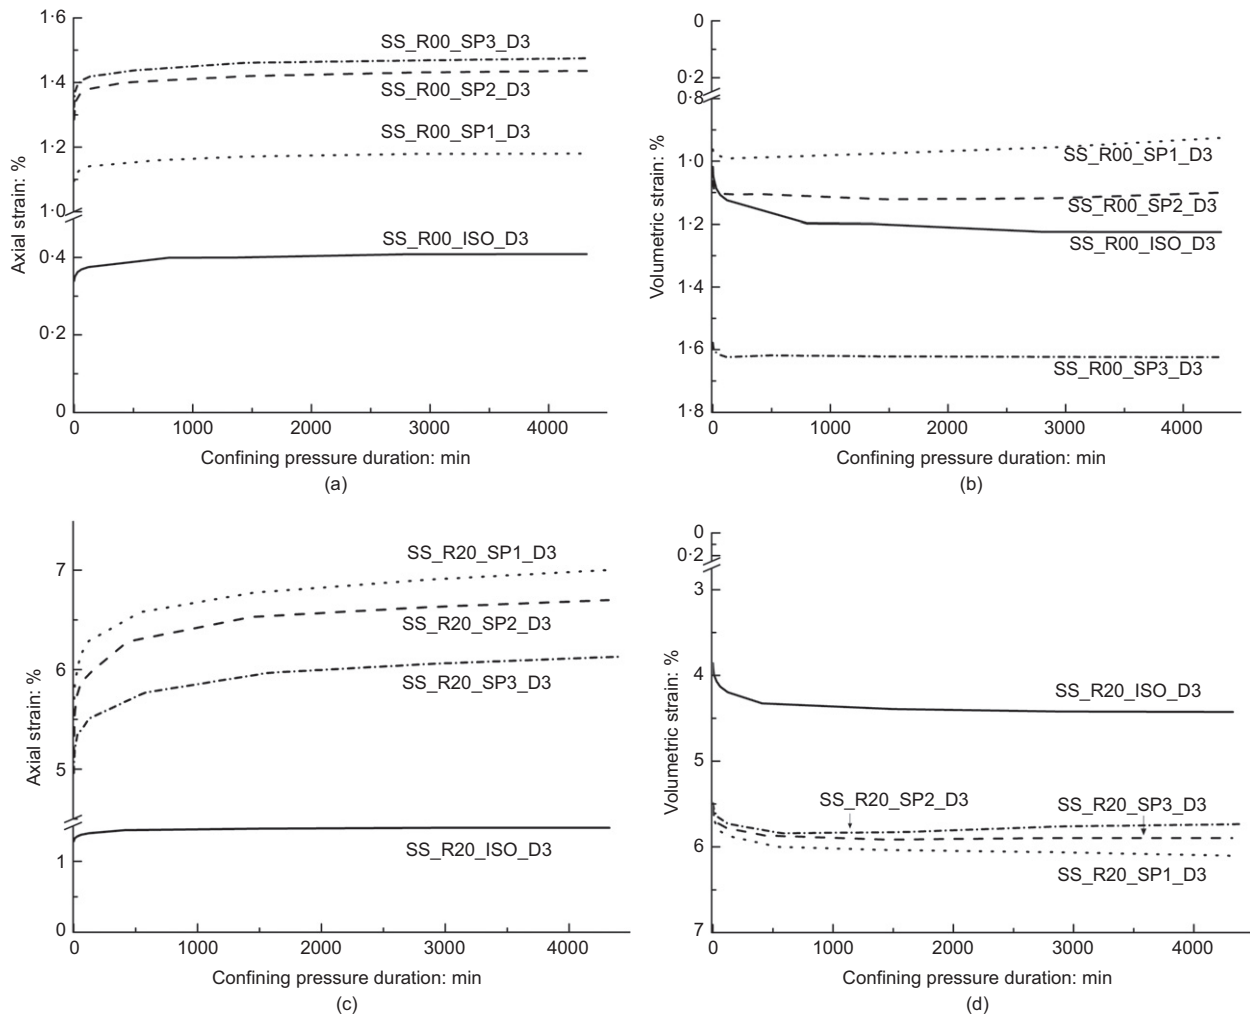 1·6
1·4
1·2
1·0
0·4
0·2
0
Axial strain: %
SS_R00_SP3_D3
SS_R00_SP2_D3
SS_R00_SP1_D3
SS_R00_ISO_D3
0 1000 2000 3000 4000
Confining pressure duration: min
(a)
0
0·2
0·8
1·0
1·2
1·4
1·6
1·8
Volumetric strain: %
SS_R00_SP1_D3
SS_R00_SP2_D3
SS_R00_ISO_D3
SS_R00_SP3_D3
0 1000 2000 3000 4000
Confining pressure duration: min
(b)
7
6
5
1
0
Axial strain: %
SS_R20_SP1_D3
SS_R20_SP2_D3
SS_R20_SP3_D3
SS_R20_ISO_D3
0 1000 2000 3000 4000
Confining pressure duration: min
(c)
0
0·2
3
4
5
6
7
Volumetric strain: %
SS_R20_ISO_D3
SS_R20_SP2_D3
SS_R20_SP3_D3
SS_R20_SP1_D3
0 1000 2000 3000 4000
Confining pressure duration: min
(d)